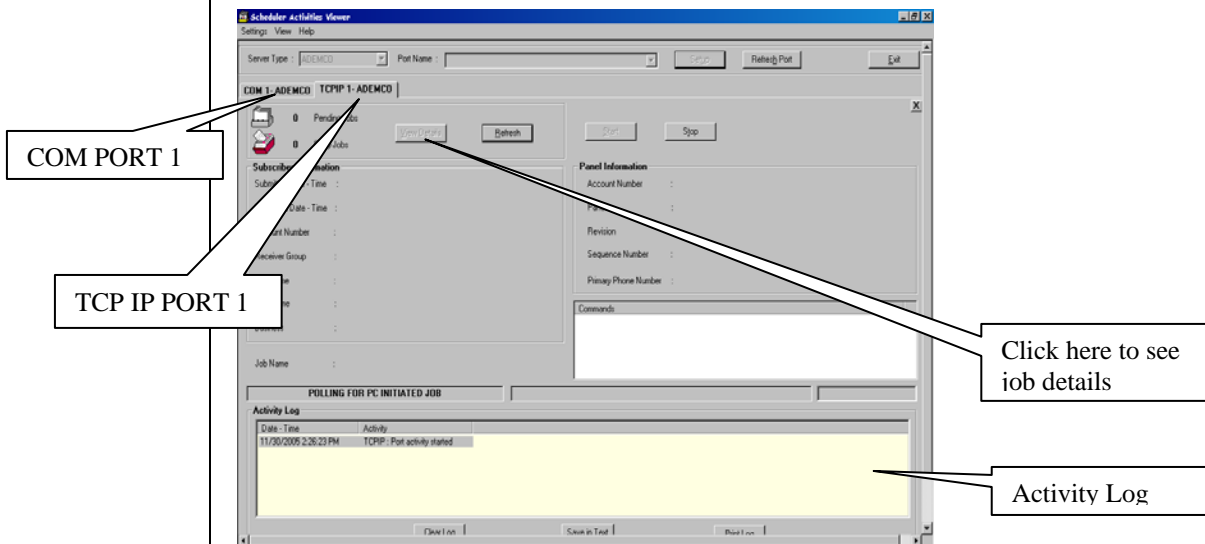 Scheduler Activities Viewer
Settings View Help
Server Type : ADEMCO Port Name : Setup Refresh Port Exit
COM 1- ADEMCO TCPIP 1- ADEMCO
X
0 Pending Jobs
View Details Refresh Start Stop
0 Jobs
COM PORT 1
Panel Information
- Time :
Account Number :
Date - Time :
:
Number :
Revision
Receiver Group :
Sequence Number :
TCP IP PORT 1
Primary Phone Number :
:
Commands
:
Click here to see
job details
Job Name :
POLLING FOR PC INITIATED JOB
Activity Log
Date - Time Activity
11/30/2005 2:26:23 PM TCPIP : Port activity started
Activity Log
Clear Log Save in Text Print Log